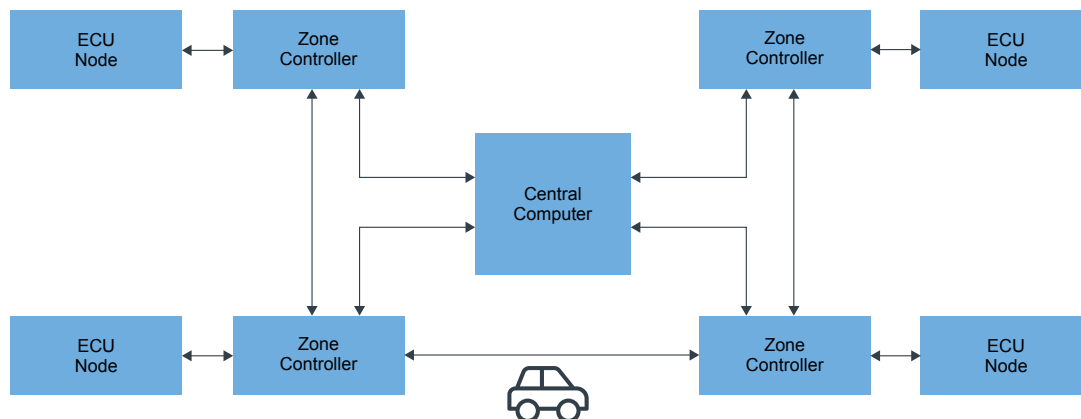 ECU
Node
Zone
Controller
Zone
Controller
ECU
Node
Central
Computer
ECU
Node
Zone
Controller
Zone
Controller
ECU
Node